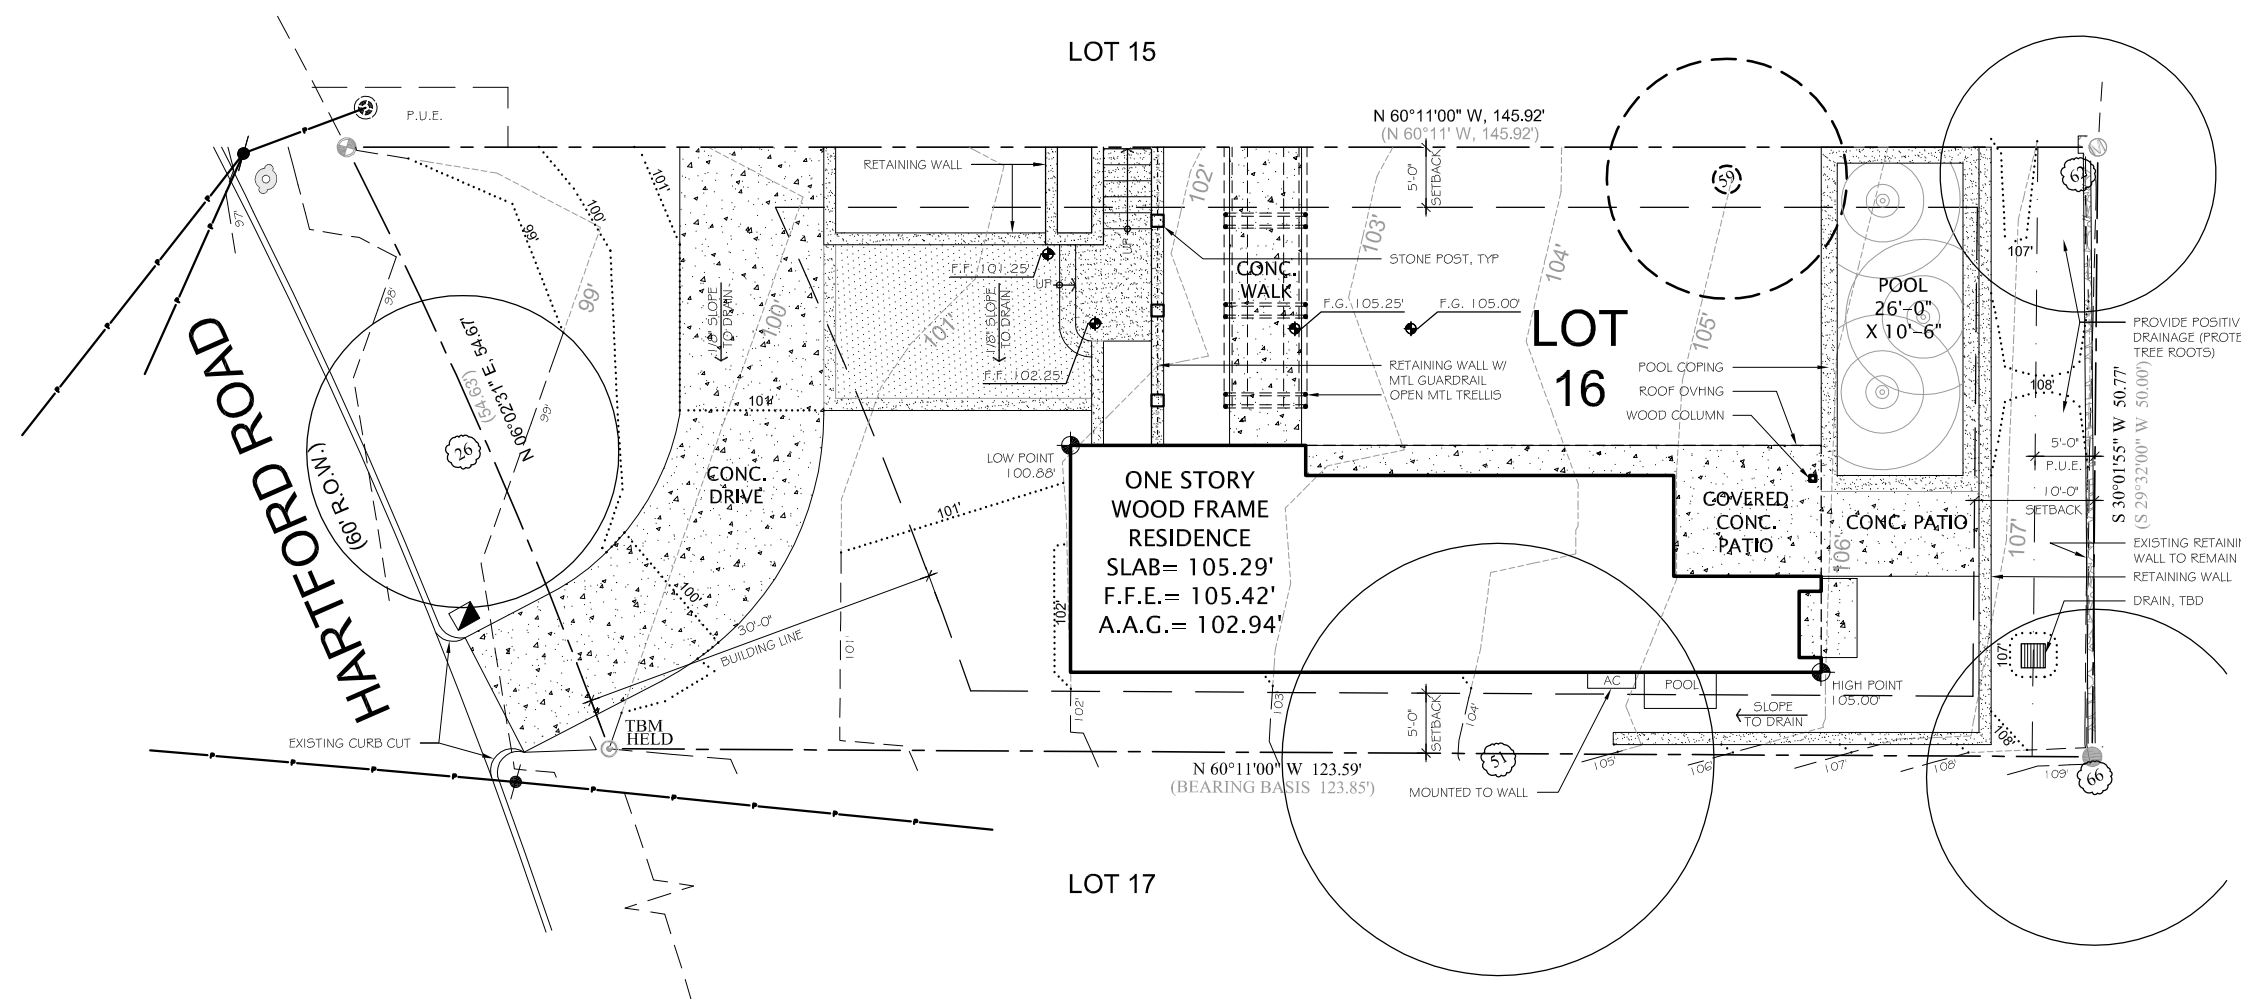 LOT 15
P.U.E.
N 60°11'00" W, 145.92'
(N 60°11' W, 145.92')
RETAINING WALL
5'-0"
SETBACK
59
62
97'
98'
99'
99'
99'
100'
101'
102'
103'
104'
105'
106'
107'
107'
108'
100'
101'
101'
UP
UP
F.F. 101.25'
F.F. 102.25'
1/8" SLOPE
TO DRAIN
1/8" SLOPE
TO DRAIN
STONE POST, TYP
CONC.
WALK
F.G. 105.25'
F.G. 105.00'
LOT
16
POOL
26'-0"
X 10'-6"
PROVIDE POSITIV
DRAINAGE (PROTE
TREE ROOTS)
RETAINING WALL W/
MTL GUARDRAIL
OPEN MTL TRELLIS
POOL COPING
ROOF OVHNG
WOOD COLUMN
HARTFORD ROAD
(60' R.O.W.)
26
N 06°02'31" E, 54.67'
(54.63')
101'
CONC.
DRIVE
LOW POINT
100.88'
ONE STORY
WOOD FRAME
RESIDENCE
SLAB= 105.29'
F.F.E.= 105.42'
A.A.G.= 102.94'
COVERED
CONC.
PATIO
CONC. PATIO
5'-0"
P.U.E.
10'-0"
SETBACK
S 30°01'55" W 50.77'
(S 29°32'00" W 50.00')
EXISTING RETAININ
WALL TO REMAIN
RETAINING WALL
DRAIN, TBD
101'
102'
100'
30'-0"
BUILDING LINE
101'
107'
108'
TBM
HELD
EXISTING CURB CUT
102'
103'
104'
AC
POOL
HIGH POINT
105.00'
SLOPE
TO DRAIN
5'-0"
SETBACK
N 60°11'00" W 123.59'
(BEARING BASIS 123.85')
51
MOUNTED TO WALL
105'
106'
107'
108'
109'
66
LOT 17